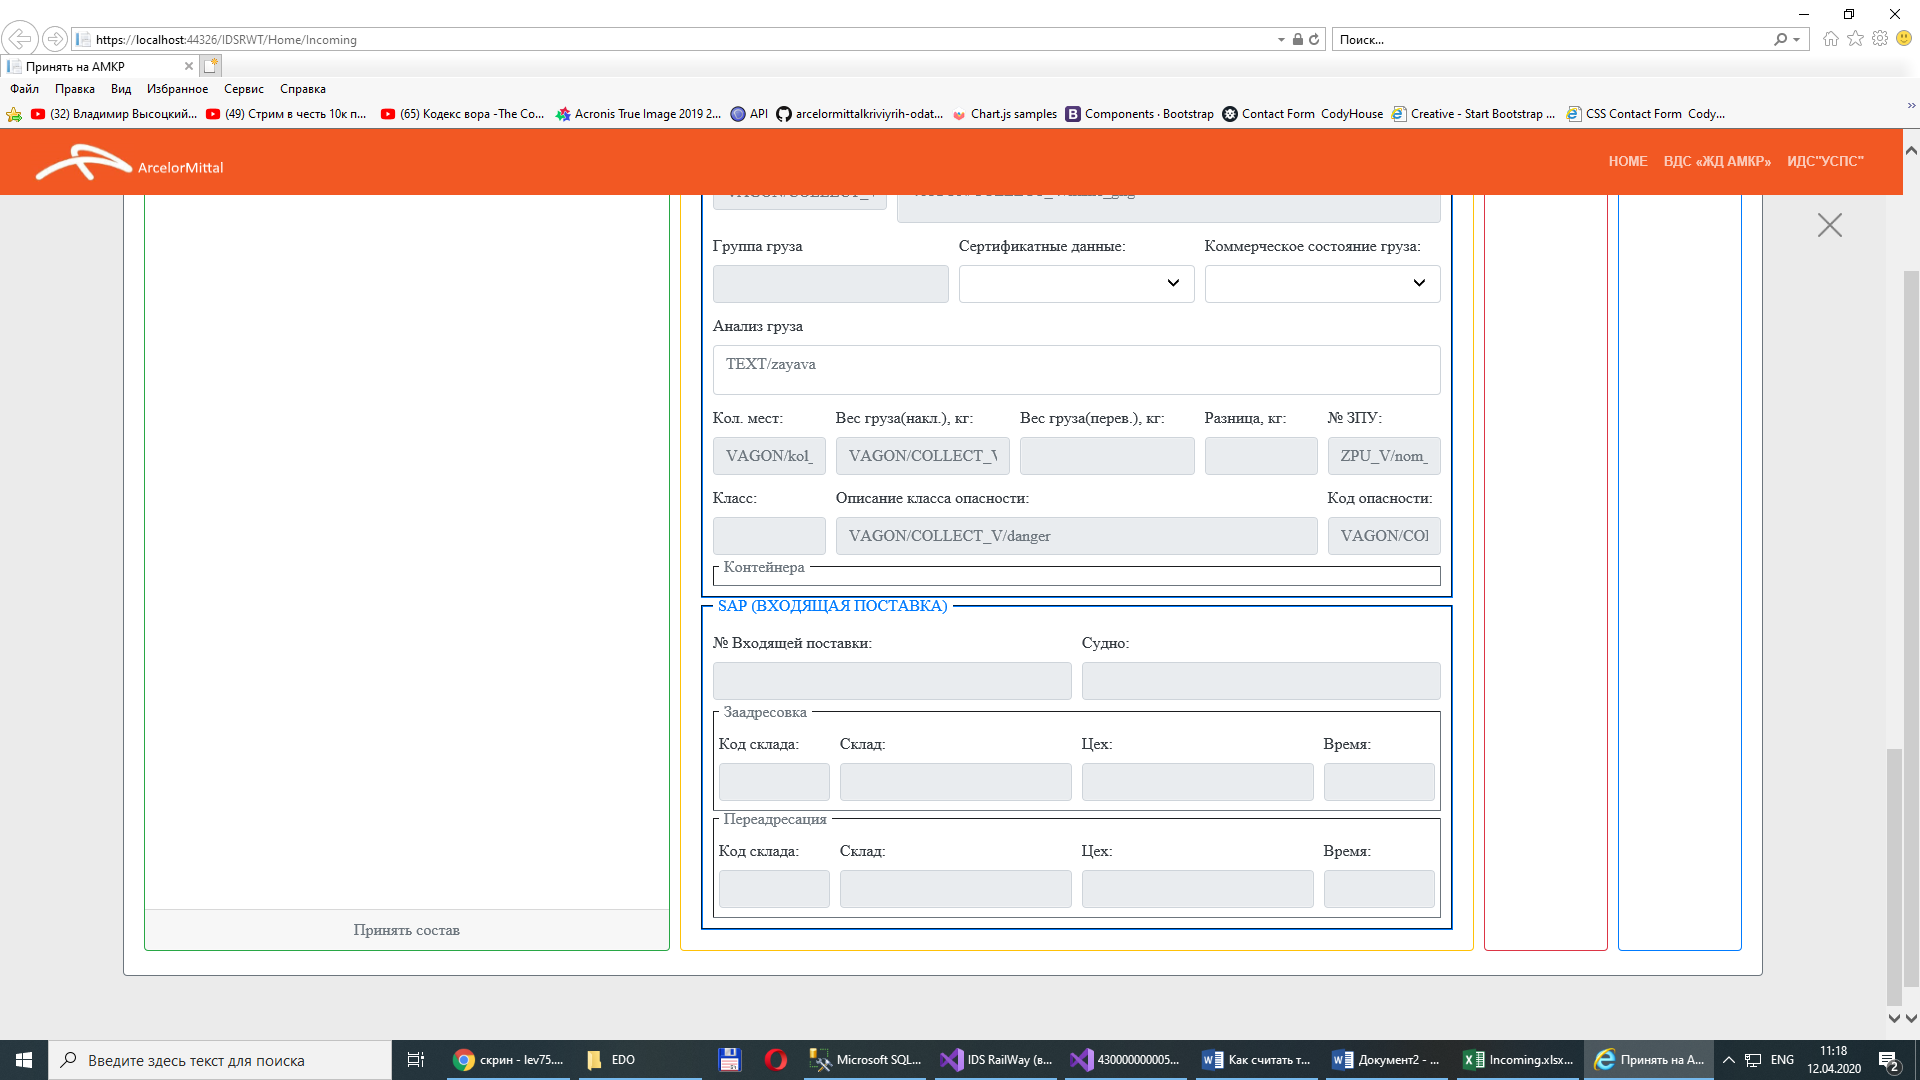 https://localhost:44326/IDSRWT/Home/Incoming
Поиск...
Принять на АМКР
Файл Правка Вид Избранное Сервис Справка
(32) Владимир Высоцкий... (49) Стрим в честь 10к п... (65) Кодекс вора -The Co... Acronis True Image 2019 2... API arcelormittalkriviyrih-odat... Chart.js samples Components · Bootstrap Contact Form CodyHouse Creative - Start Bootstrap ... CSS Contact Form Cody...
ArcelorMittal
HOME ВДС «ЖД АМКР» ИДС"УСПС"
Группа груза Сертификатные данные: Коммерческое состояние груза:
Анализ груза
TEXT/zayava
Кол. мест: Вес груза(накл.), кг: Вес груза(перев.), кг: Разница, кг: № ЗПУ:
VAGON/kol_ VAGON/COLLECT_V ZPU_V/nom_
Класс: Описание класса опасности: Код опасности:
VAGON/COLLECT_V/danger VAGON/COl
Контейнера
SAP (ВХОДЯЩАЯ ПОСТАВКА)
№ Входящей поставки: Судно:
Заадресовка
Код склада: Склад: Цех: Время:
Переадресация
Код склада: Склад: Цех: Время:
Принять состав
Введите здесь текст для поиска
скрин - lev75.... EDO Microsoft SQL... IDS RailWay (в... 430000000005... Как считать т... Документ2 - ... Incoming.xlsx... Принять на А... ENG
11:18
12.04.2020
2